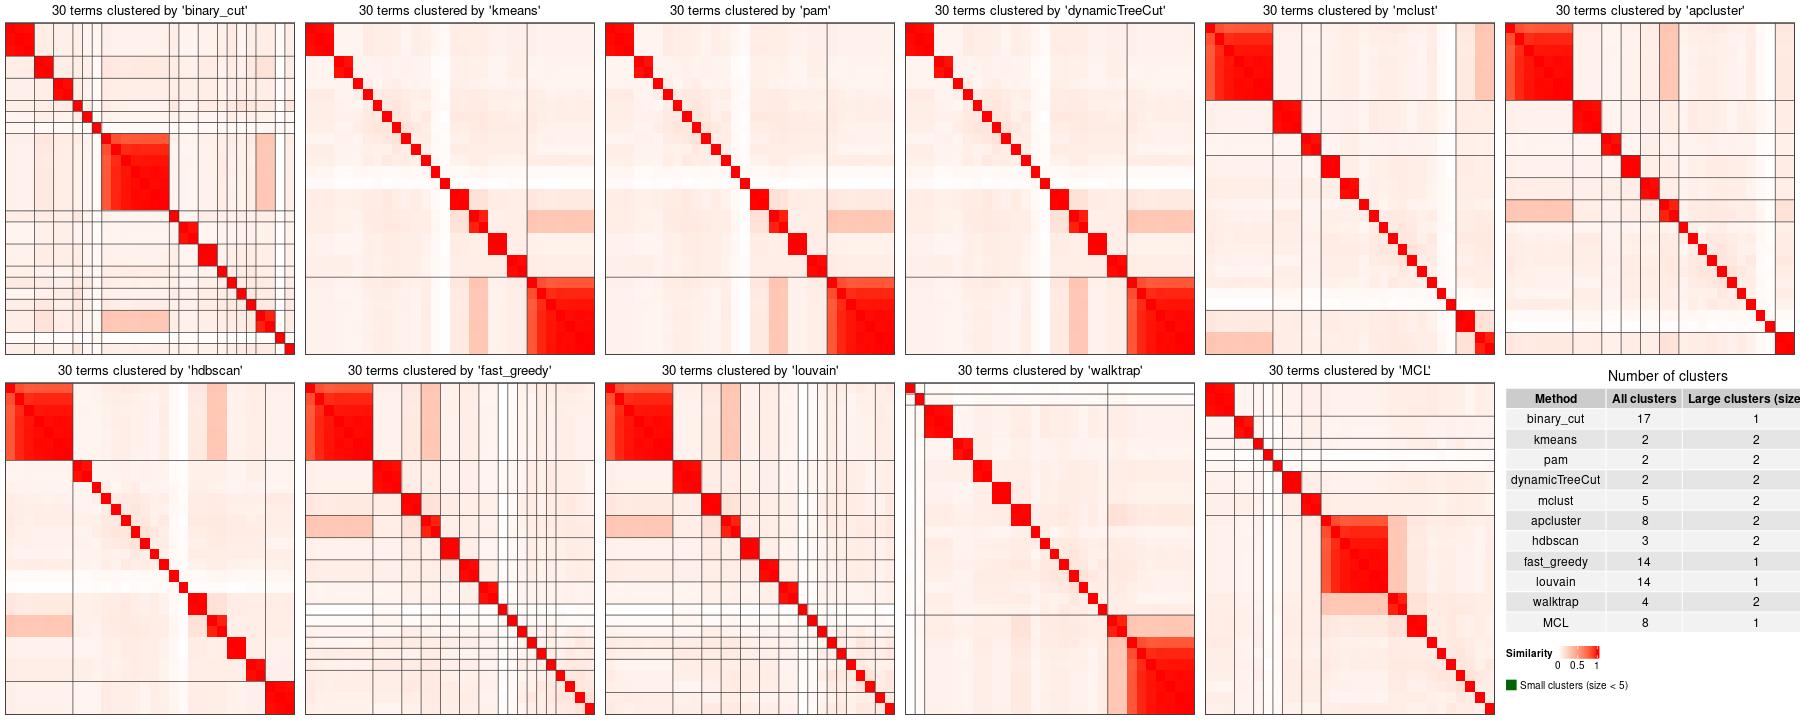 30 terms clustered by 'binary_cut'
30 terms clustered by 'kmeans'
30 terms clustered by 'pam'
30 terms clustered by 'dynamicTreeCut'
30 terms clustered by 'mclust'
30 terms clustered by 'apcluster'
30 terms clustered by 'hdbscan'
30 terms clustered by 'fast_greedy'
30 terms clustered by 'louvain'
30 terms clustered by 'walktrap'
30 terms clustered by 'MCL'
Number of clusters
Method All clusters Large clusters (size
binary_cut 17 1
kmeans 2 2
pam 2 2
dynamicTreeCut 2 2
mclust 5 2
apcluster 8 2
hdbscan 3 2
fast_greedy 14 1
louvain 14 1
walktrap 4 2
MCL 8 1
Similarity
0 0.5 1
Small clusters (size < 5)